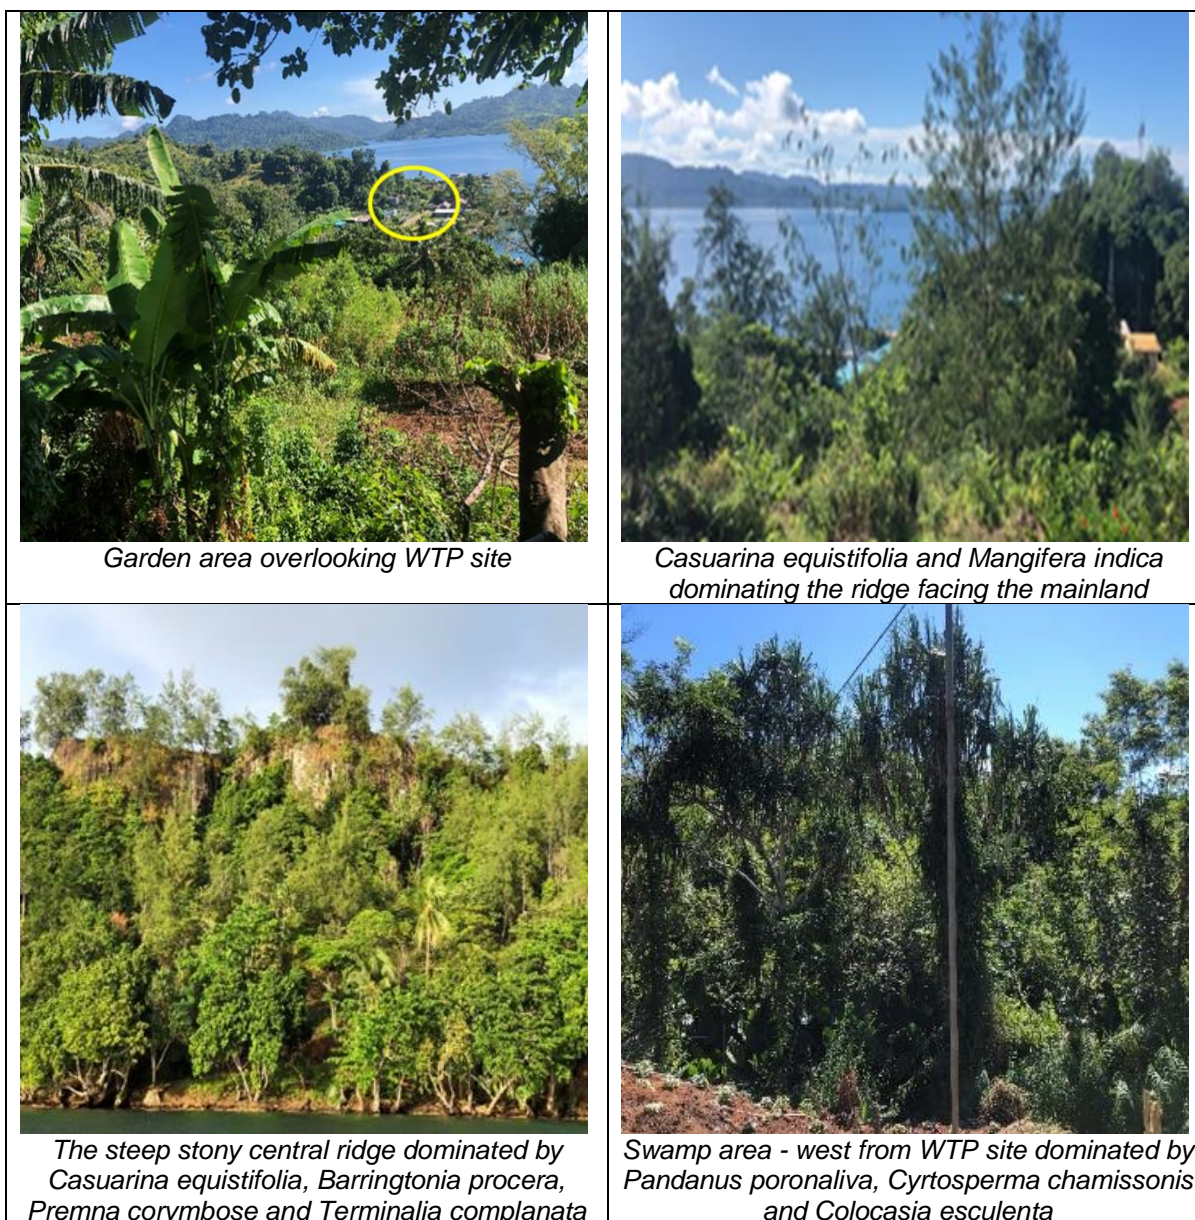 Garden area overlooking WTP site
Casuarina equistifolia and Mangifera indica
dominating the ridge facing the mainland
The steep stony central ridge dominated by
Casuarina equistifolia, Barringtonia procera,
Premna corymbose and Terminalia complanata
Swamp area - west from WTP site dominated by
Pandanus poronaliva, Cyrtosperma chamissonis
and Colocasia esculenta